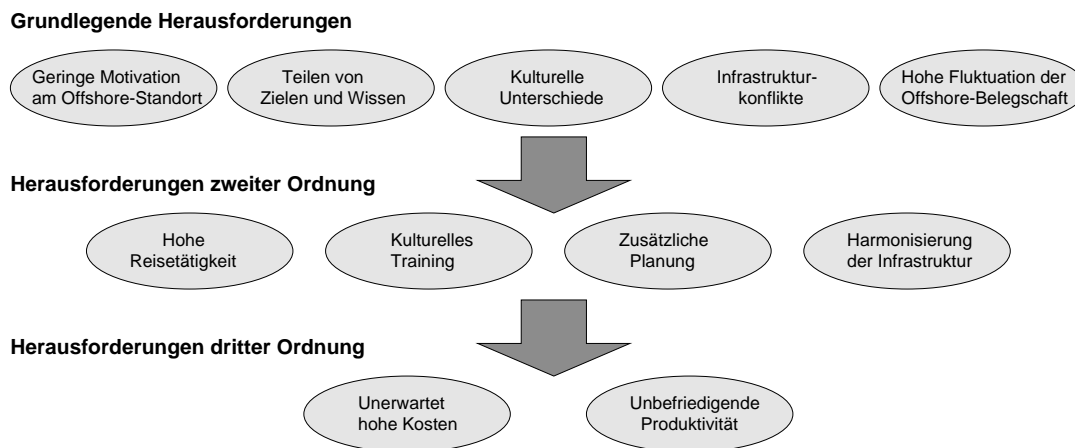 Grundlegende Herausforderungen
Geringe Motivation
am Offshore-Standort
Teilen von
Zielen und Wissen
Kulturelle
Unterschiede
Infrastruktur-
konflikte
Hohe Fluktuation der
Offshore-Belegschaft
Herausforderungen zweiter Ordnung
Hohe
Reisetätigkeit
Kulturelles
Training
Zusätzliche
Planung
Harmonisierung
der Infrastruktur
Herausforderungen dritter Ordnung
Unerwartet
hohe Kosten
Unbefriedigende
Produktivität